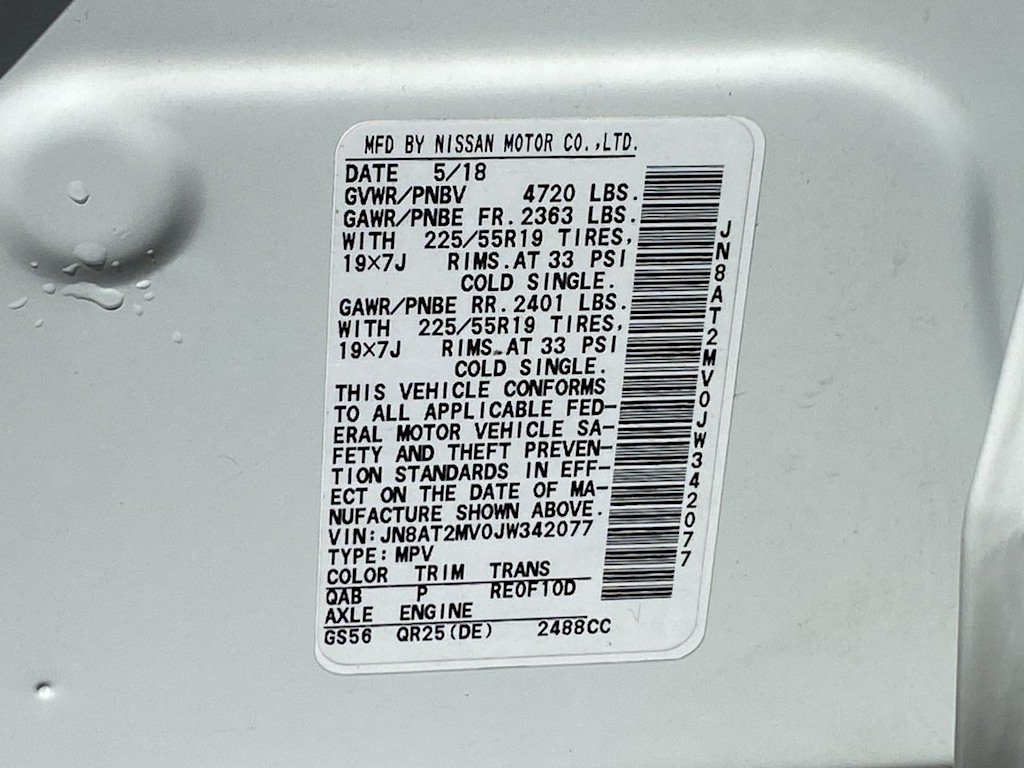 MFD BY NISSAN MOTOR CO.,LTD.
DATE 5/18
GVWR/PNBV 4720 LBS.
GAWR/PNBE FR. 2363 LBS.
WITH 225/55R19 TIRES,
19×7J RIMS.AT 33 PSI
COLD SINGLE.
GAWR/PNBE RR. 2401 LBS.
WITH 225/55R19 TIRES,
19×7J RIMS.AT 33 PSI
COLD SINGLE.
THIS VEHICLE CONFORMS
TO ALL APPLICABLE FED-
ERAL MOTOR VEHICLE SA-
FETY AND THEFT PREVEN-
TION STANDARDS IN EFF-
ECT ON THE DATE OF MA-
NUFACTURE SHOWN ABOVE.
VIN:JN8AT2MV0JW342077
TYPE:MPV
COLOR TRIM TRANS
QAB P RE0F10D
AXLE ENGINE
GS56 QR25(DE) 2488CC
JN8AT2MV0JW342077